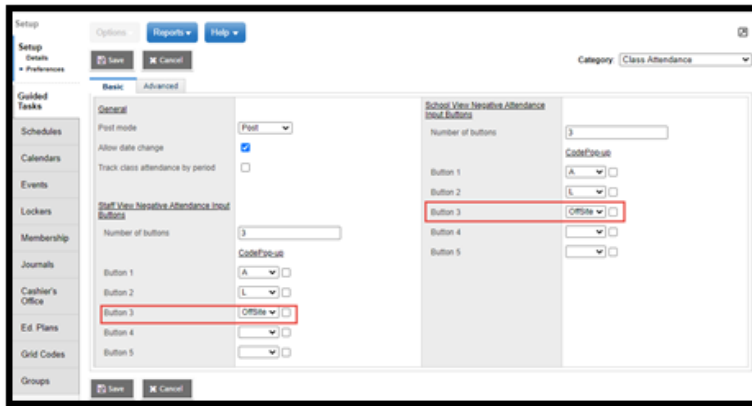 Setup
Setup
Details
Preferences
Guided
Tasks
Schedules
Calendars
Events
Lockers
Membership
Journals
Cashier's
Office
Ed. Plans
Grid Codes
Groups
Options
Reports
Help
Save
Cancel
Category: Class Attendance
Basic
Advanced
General
Post mode
Post
Allow date change
Track class attendance by period
Staff View Negative Attendance Input
Buttons
Number of buttons
3
CodePop-up
Button 1
A
Button 2
L
Button 3
OffSite
Button 4
Button 5
School View Negative Attendance
Input Buttons
Number of buttons
3
CodePop-up
Button 1
A
Button 2
L
Button 3
OffSite
Button 4
Button 5
Save
Cancel